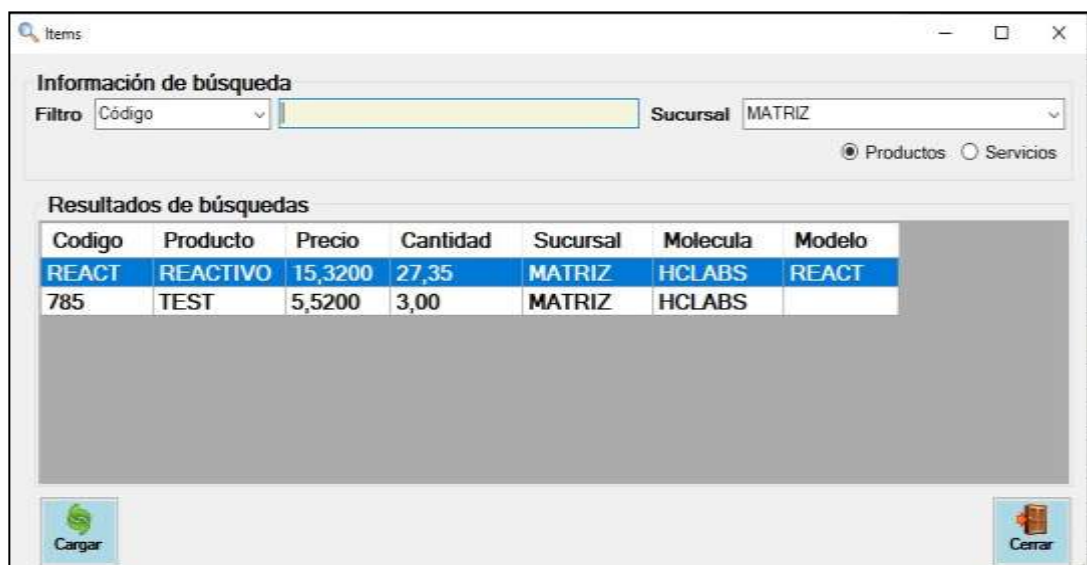 Items
Información de búsqueda
Filtro Código Sucursal MATRIZ
Productos Servicios
Resultados de búsquedas
Codigo Producto Precio Cantidad Sucursal Molecula Modelo
REACT REACTIVO 15,3200 27,35 MATRIZ HCLABS REACT
785 TEST 5,5200 3,00 MATRIZ HCLABS
Cargar Cerrar